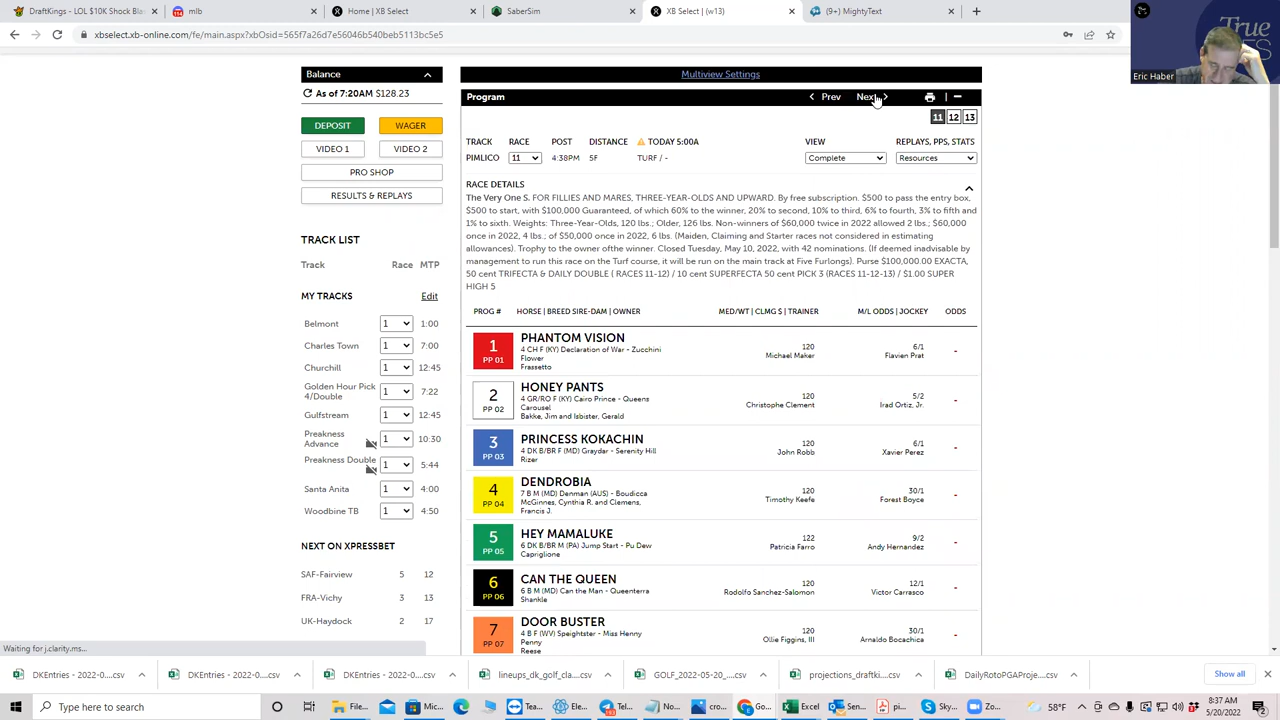 DraftKings - LOL $10K Shock Bla
mlb
Home | XB Select
SaberSim
XB Select | (w13)
(9+) MightyText
xbselect.xb-online.com/fe/main.aspx?xbOsid=565f7a26d7e56046b540beb5113bc5e5
True
Eric Haber
Balance
As of 7:20AM $128.23
DEPOSIT
WAGER
VIDEO 1
VIDEO 2
PRO SHOP
RESULTS & REPLAYS
TRACK LIST
Track Race MTP
MY TRACKS Edit
Belmont 1 1:00
Charles Town 1 7:00
Churchill 1 12:45
Golden Hour Pick
4/Double 1 7:22
Gulfstream 1 12:45
Preakness
Advance 1 10:30
Preakness Double 1 5:44
Santa Anita 1 4:00
Woodbine TB 1 4:50
NEXT ON XPRESSBET
SAF-Fairview 5 12
FRA-Vichy 3 13
UK-Haydock 2 17
Multiview Settings
Program
Prev Next
11 12 13
TRACK RACE POST DISTANCE TODAY 5:00A VIEW REPLAYS, PPS, STATS
PIMLICO 11 4:38PM 5F TURF / - Complete Resources
RACE DETAILS
The Very One S. FOR FILLIES AND MARES, THREE-YEAR-OLDS AND UPWARD. By free subscription. $500 to pass the entry box,
$500 to start, with $100,000 Guaranteed, of which 60% to the winner, 20% to second, 10% to third, 6% to fourth, 3% to fifth and
1% to sixth. Weights: Three-Year-Olds, 120 lbs.; Older, 126 lbs. Non-winners of $60,000 twice in 2022 allowed 2 lbs.; $60,000
once in 2022, 4 lbs.; of $50,000 once in 2022, 6 lbs. (Maiden, Claiming and Starter races not considered in estimating
allowances). Trophy to the owner ofthe winner. Closed Tuesday, May 10, 2022, with 42 nominations. (If deemed inadvisable by
management to run this race on the Turf course, it will be run on the main track at Five Furlongs). Purse $100,000.00 EXACTA,
50 cent TRIFECTA & DAILY DOUBLE ( RACES 11-12) / 10 cent SUPERFECTA 50 cent PICK 3 (RACES 11-12-13) / $1.00 SUPER
HIGH 5
PROG # HORSE | BREED SIRE-DAM | OWNER MED/WT | CLMG $ | TRAINER M/L ODDS | JOCKEY ODDS
1
PP 01
PHANTOM VISION
4 CH F (KY) Declaration of War - Zucchini
Flower
Frassetto
120
Michael Maker
6/1
Flavien Prat
-
2
PP 02
HONEY PANTS
4 GR/RO F (KY) Cairo Prince - Queens
Carousel
Bakke, Jim and Isbister, Gerald
120
Christophe Clement
5/2
Irad Ortiz, Jr.
-
3
PP 03
PRINCESS KOKACHIN
4 DK B/BR F (MD) Graydar - Serenity Hill
Rizer
120
John Robb
6/1
Xavier Perez
-
4
PP 04
DENDROBIA
7 B M (MD) Denman (AUS) - Boudicca
McGinnes, Cynthia R. and Clemens,
Francis J.
120
Timothy Keefe
30/1
Forest Boyce
-
5
PP 05
HEY MAMALUKE
6 DK B/BR M (PA) Jump Start - Pu Dew
Capriglione
122
Patricia Farro
9/2
Andy Hernandez
-
6
PP 06
CAN THE QUEEN
6 B M (MD) Can the Man - Queenterra
Shankle
120
Rodolfo Sanchez-Salomon
12/1
Victor Carrasco
-
7
PP 07
DOOR BUSTER
4 B F (WV) Speightster - Miss Henny
Penny
Reese
120
Ollie Figgins, III
30/1
Arnaldo Bocachica
-
Waiting for j.clarity.ms...
DKEntries - 2022-0....csv
DKEntries - 2022-0....csv
DKEntries - 2022-0....csv
lineups_dk_golf_cla....csv
GOLF_2022-05-20_....csv
projections_draftki....csv
DailyRotoPGAProje....csv
Show all
Type here to search
File...
Mic...
Team...
Elen...
Tele...
No...
cro...
Go...
Excel
Sen...
pi...
Sky...
Zoo...
58°F
8:37 AM
5/20/2022